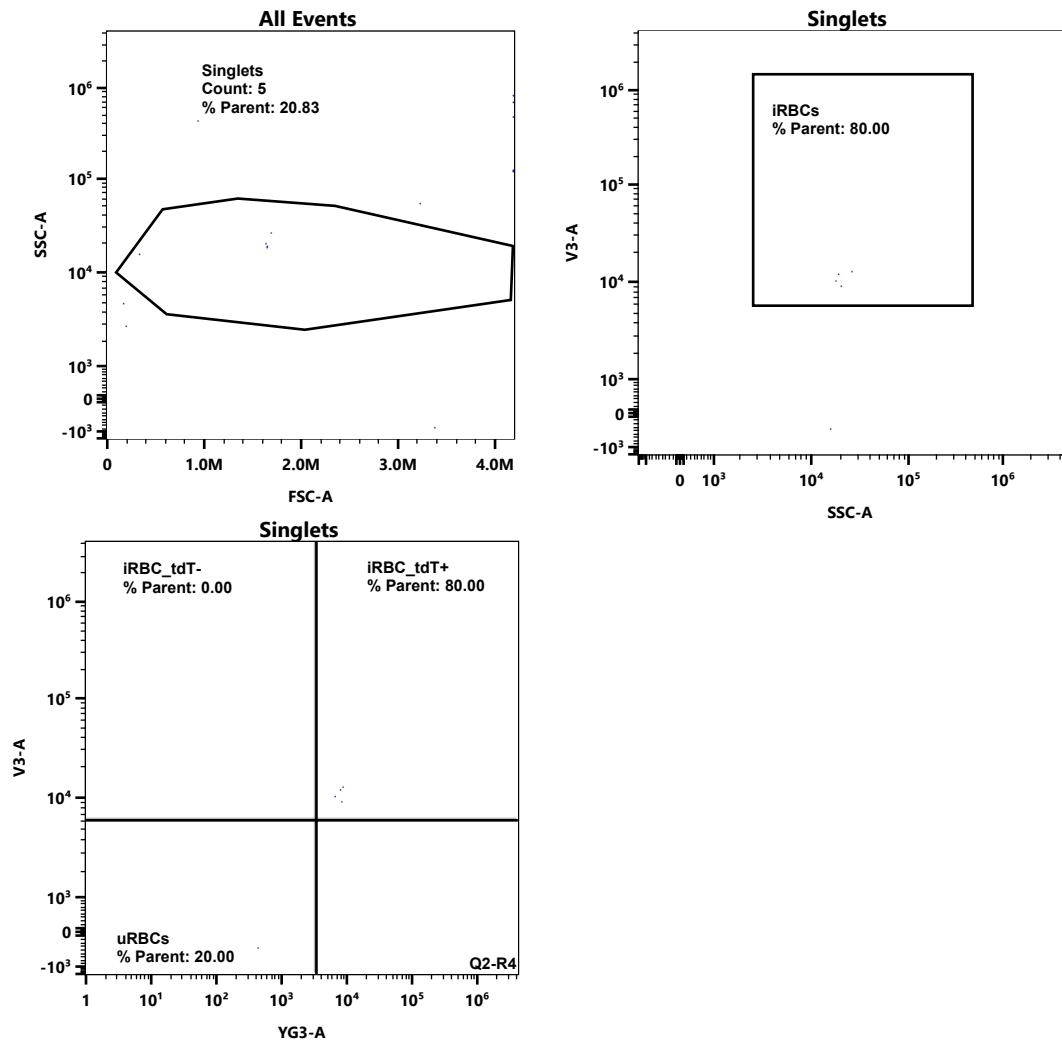 All Events
Singlets
Count: 5
% Parent: 20.83
10⁶
10⁵
10⁴
10³
0
-10³
SSC-A
0
1.0M
2.0M
3.0M
4.0M
FSC-A
Singlets
iRBCs
% Parent: 80.00
10⁶
10⁵
10⁴
10³
0
-10³
V3-A
0
10³
10⁴
10⁵
10⁶
SSC-A
Singlets
iRBC_tdT-
% Parent: 0.00
iRBC_tdT+
% Parent: 80.00
10⁶
10⁵
10⁴
10³
0
-10³
V3-A
uRBCs
% Parent: 20.00
Q2-R4
1
10¹
10²
10³
10⁴
10⁵
10⁶
YG3-A